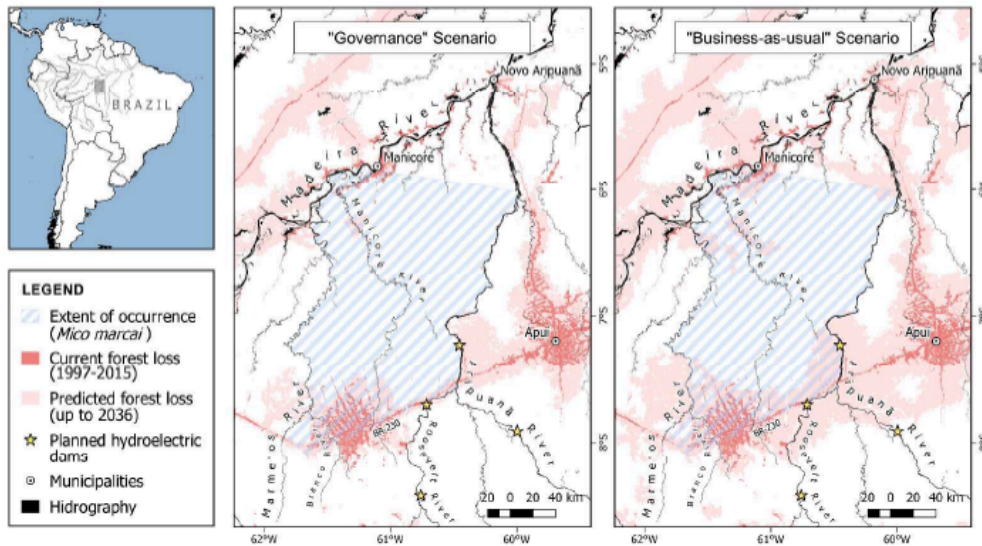 BRAZIL
LEGEND
Extent of occurrence
(Mico marcai)
Current forest loss
(1997-2015)
Predicted forest loss
(up to 2036)
Planned hydroelectric
dams
Municipalities
Hidrography
"Governance" Scenario
Novo Aripuanã
Madeira River
Manicoré
Manicoré River
Apuí
Aripuanã River
BR-230
Marmelos River
Branco River
Roosevelt River
20 0 20 40 km
62°W
61°W
60°W
"Business-as-usual" Scenario
Novo Aripuanã
Madeira River
Manicoré
Manicoré River
Apuí
Aripuanã River
BR-230
Marmelos River
Branco River
Roosevelt River
20 0 20 40 km
5°S
6°S
7°S
8°S
62°W
61°W
60°W